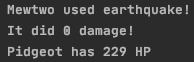 Mewtwo used earthquake!
It did 0 damage!
Pidgeot has 229 HP